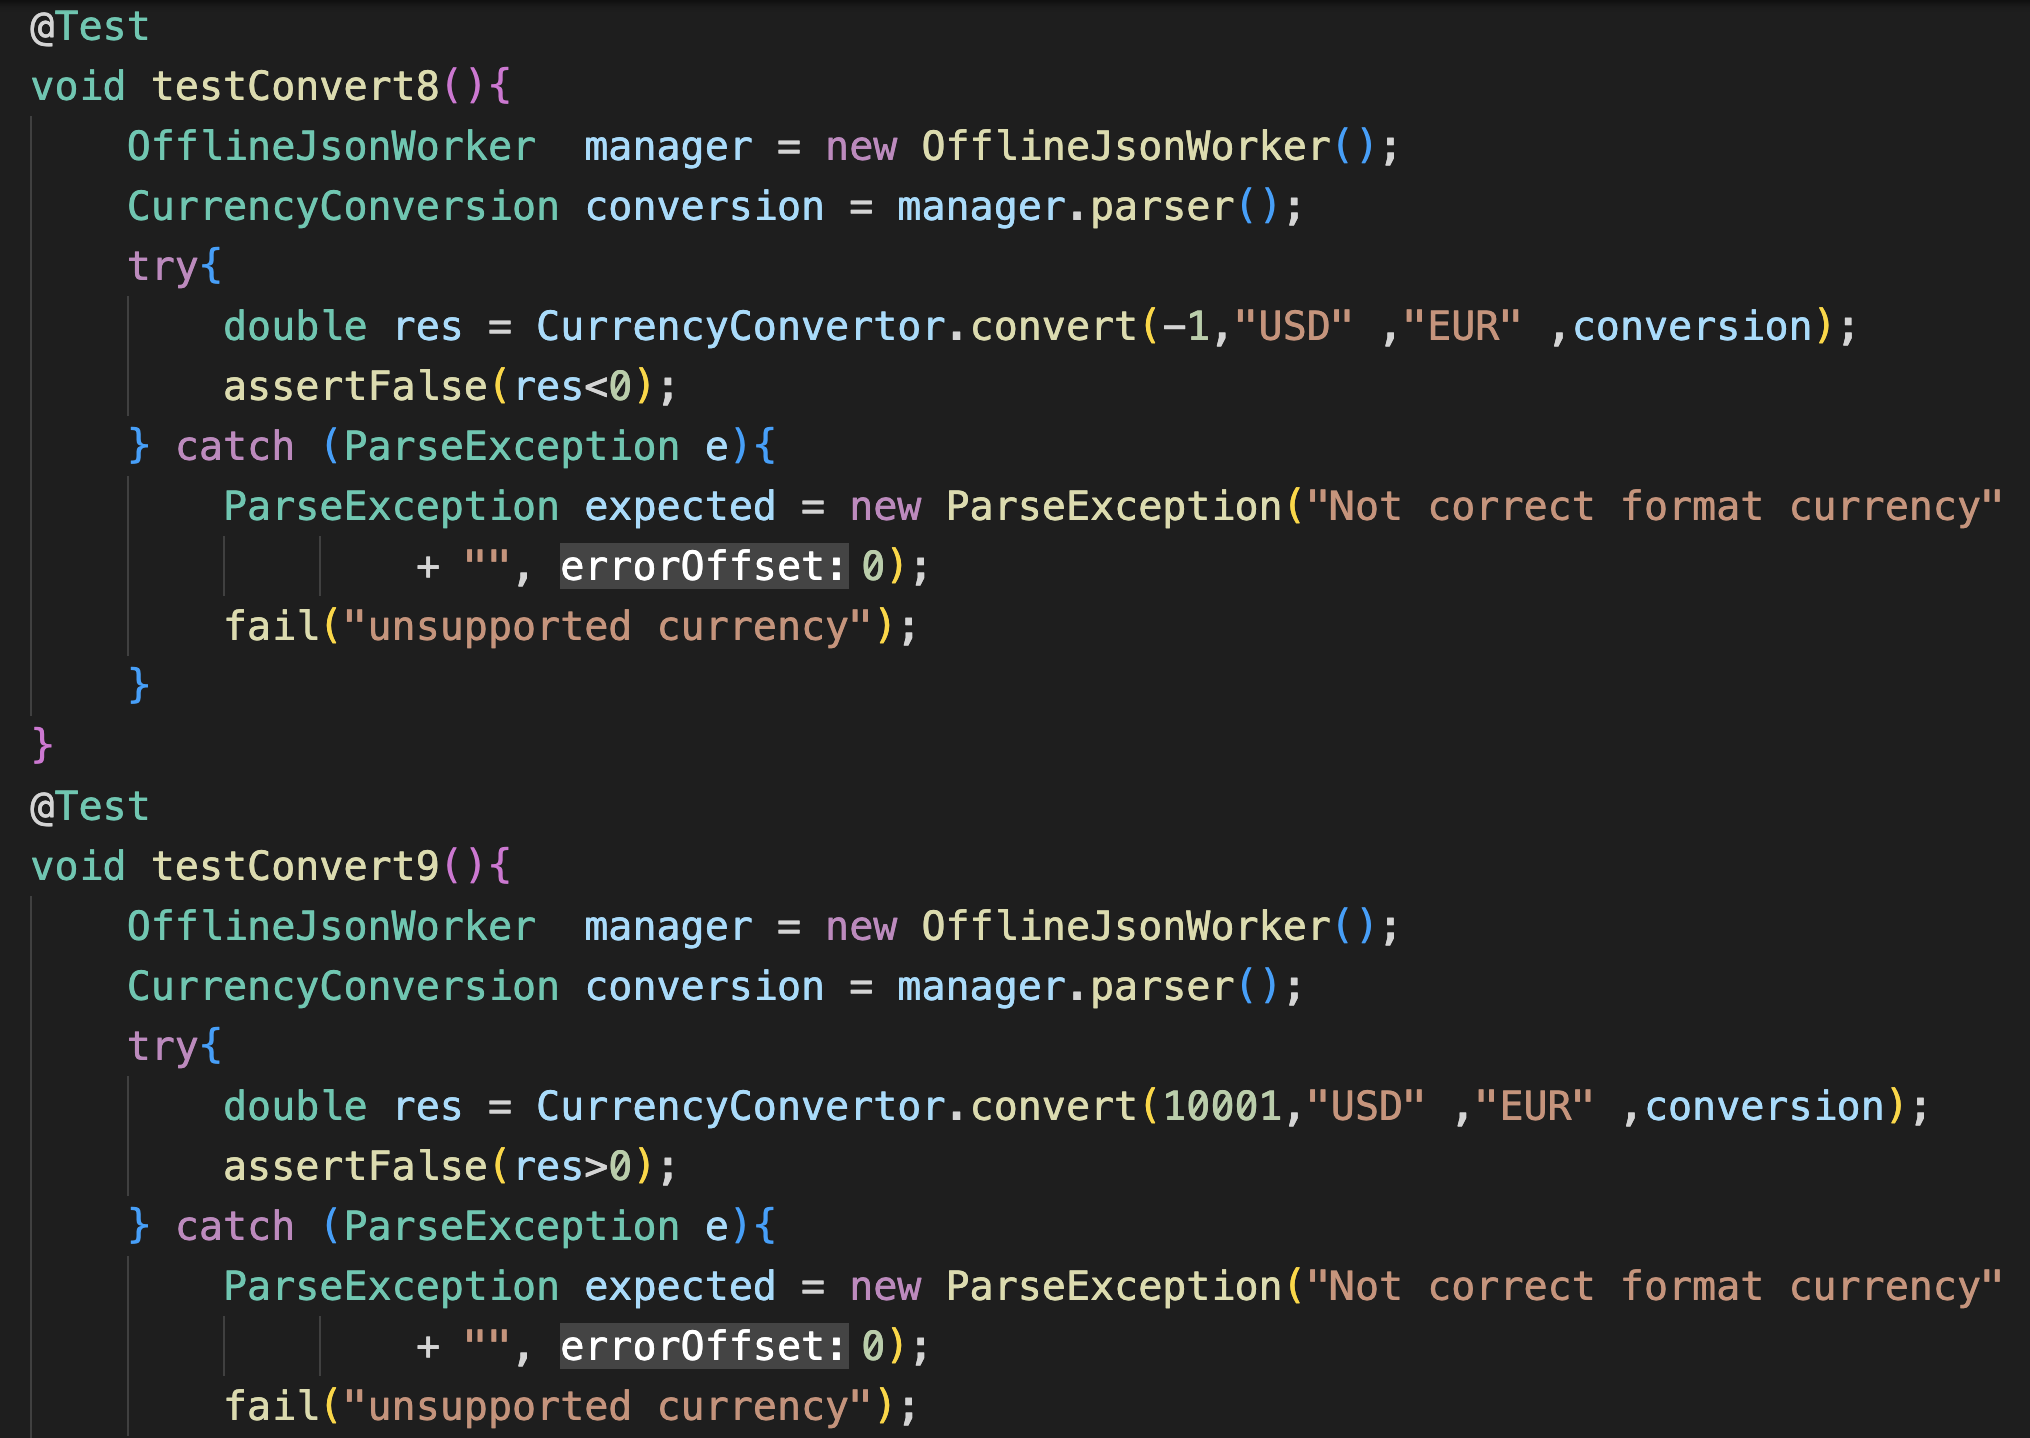 @Test
void testConvert8(){
    OfflineJsonWorker  manager = new OfflineJsonWorker();
    CurrencyConversion conversion = manager.parser();
    try{
        double res = CurrencyConvertor.convert(-1,"USD" ,"EUR" ,conversion);
        assertFalse(res<0);
    } catch (ParseException e){
        ParseException expected = new ParseException("Not correct format currency"
                + "", errorOffset: 0);
        fail("unsupported currency");
    }
}
@Test
void testConvert9(){
    OfflineJsonWorker  manager = new OfflineJsonWorker();
    CurrencyConversion conversion = manager.parser();
    try{
        double res = CurrencyConvertor.convert(10001,"USD" ,"EUR" ,conversion);
        assertFalse(res>0);
    } catch (ParseException e){
        ParseException expected = new ParseException("Not correct format currency"
                + "", errorOffset: 0);
        fail("unsupported currency");